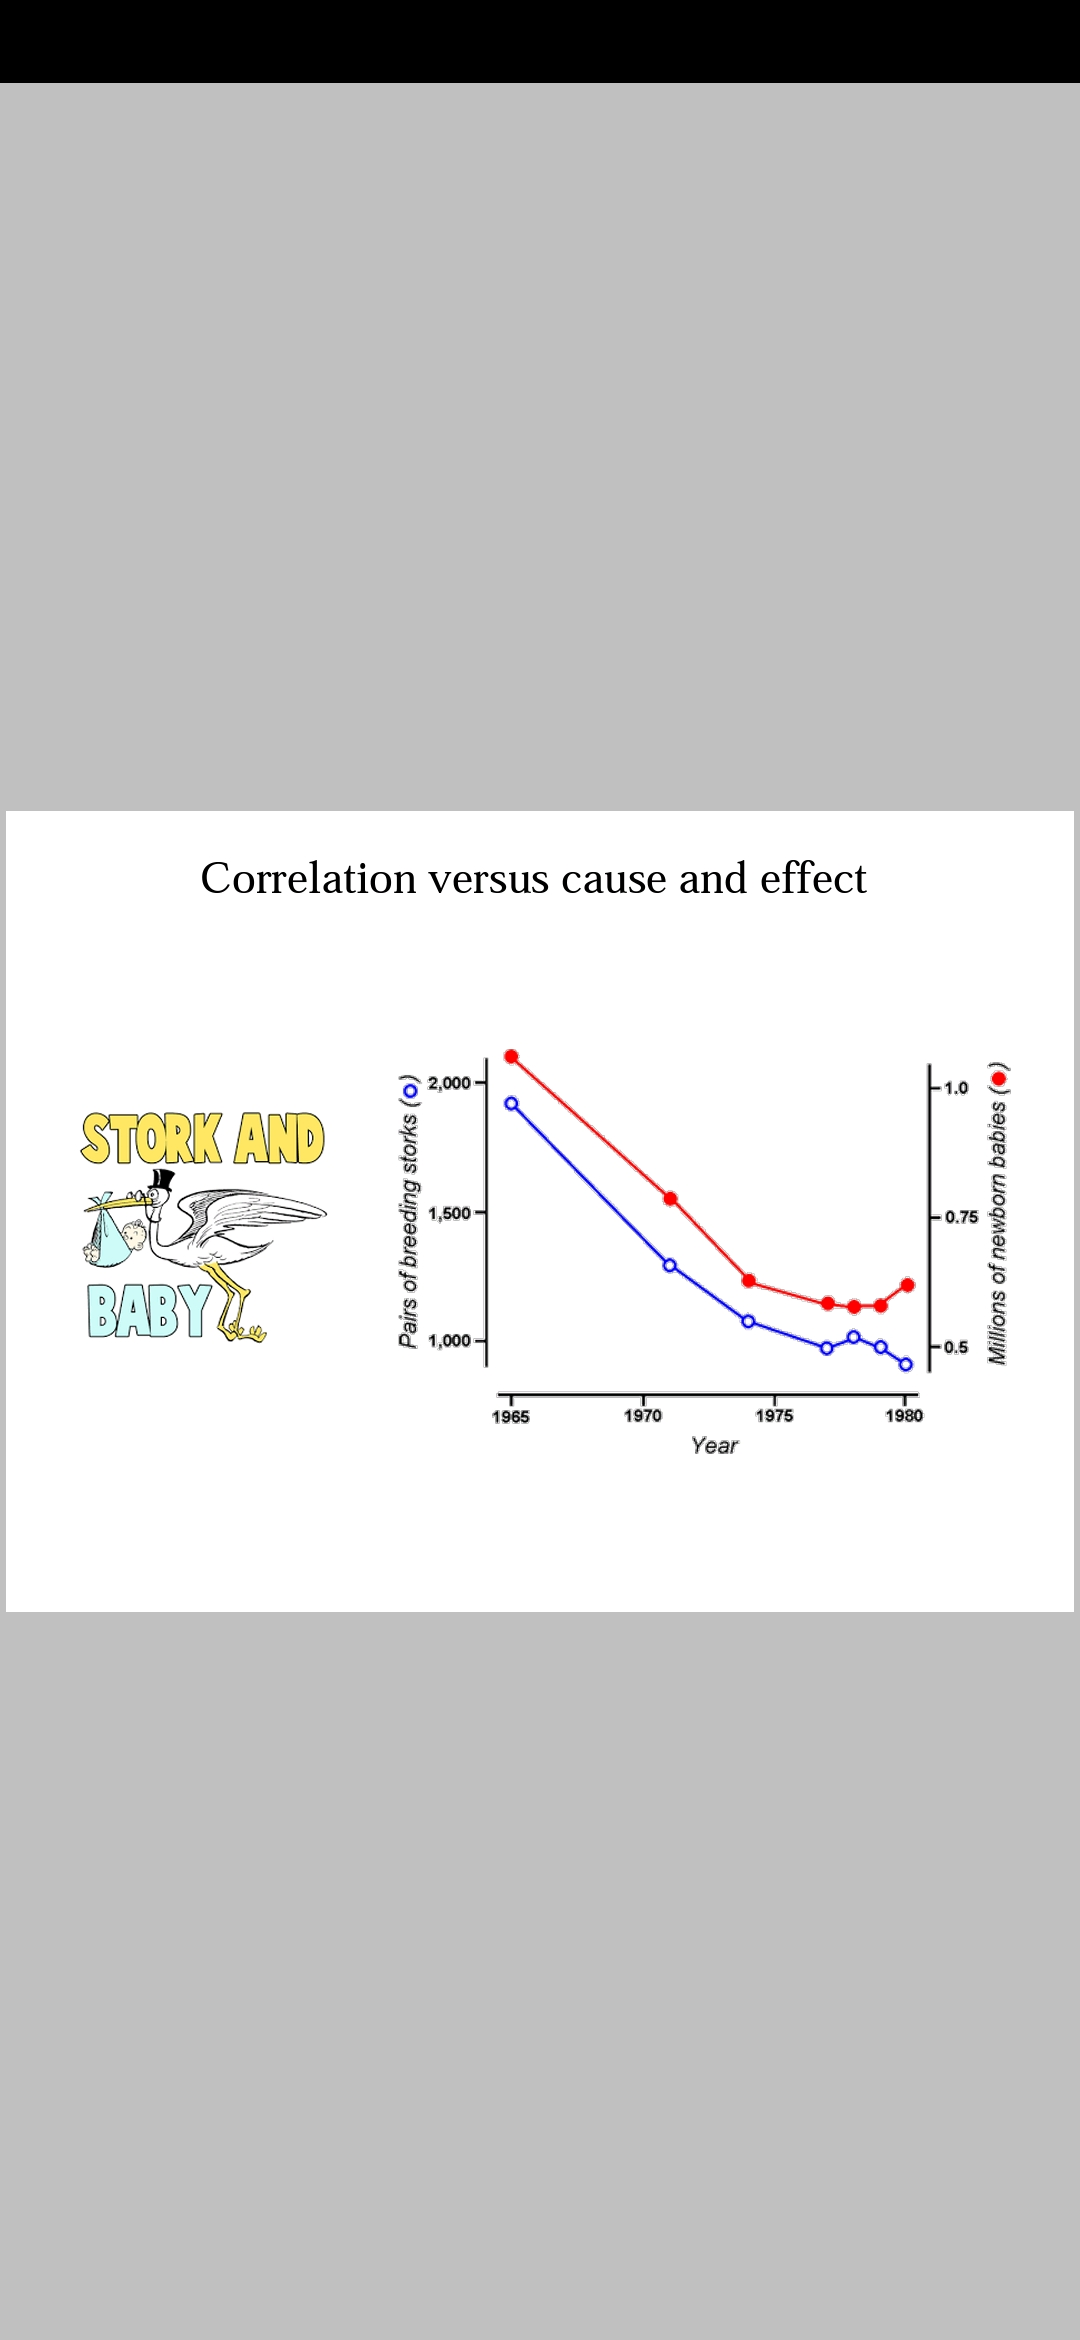 Correlation versus cause and effect
STORK AND
BABY
Pairs of breeding storks ( )
2,000
1,500
1,000
1965
1970
1975
1980
Year
1.0
0.75
0.5
Millions of newborn babies ( )